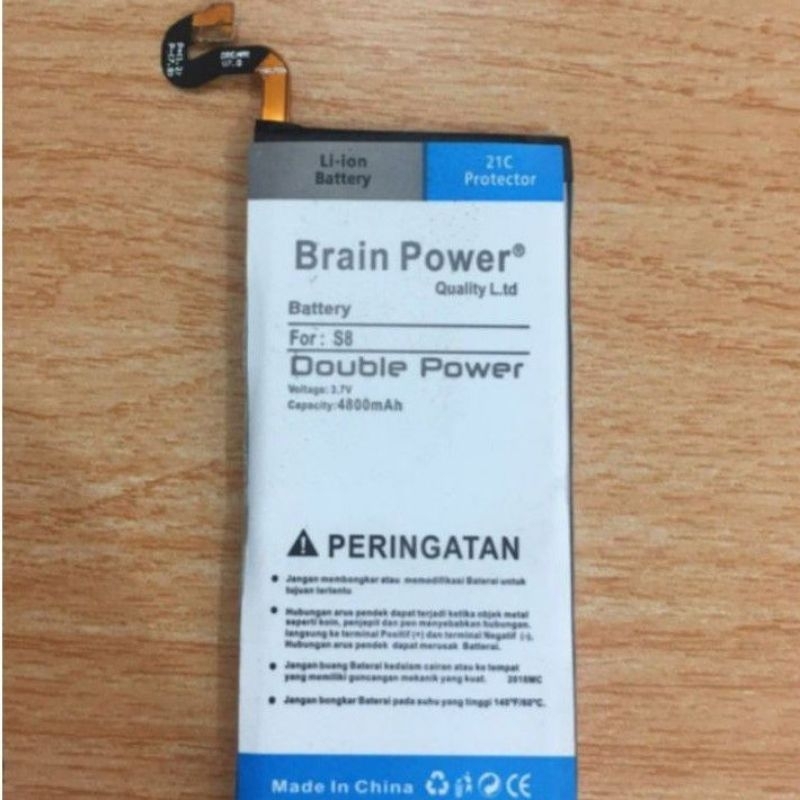 Li-ion
Battery
21C
Protector
Brain Power®
Quality L.td
Battery
For: S8
Double Power
Voltage: 3.7V
Capacity:4800mAh
PERINGATAN
Jangan membongkar atau memodifikasi Baterai untuk
tujuan tertentu
Hubungan arus pendek dapat terjadi ketika objek metal
seperti koin, penjepit dan pen menyebabkan hubungan
langsung ke terminal Positif (+) dan terminal Negatif (-).
Hubungan arus pendek dapat merusak Batterai.
Jangan buang Baterai kedalam cairan atau ke tempat
yang memiliki guncangan mekanik yang kuat. 2018MC
Jangan bongkar Baterai pada suhu yang tinggi 140°F/60°C.
Made In China CE